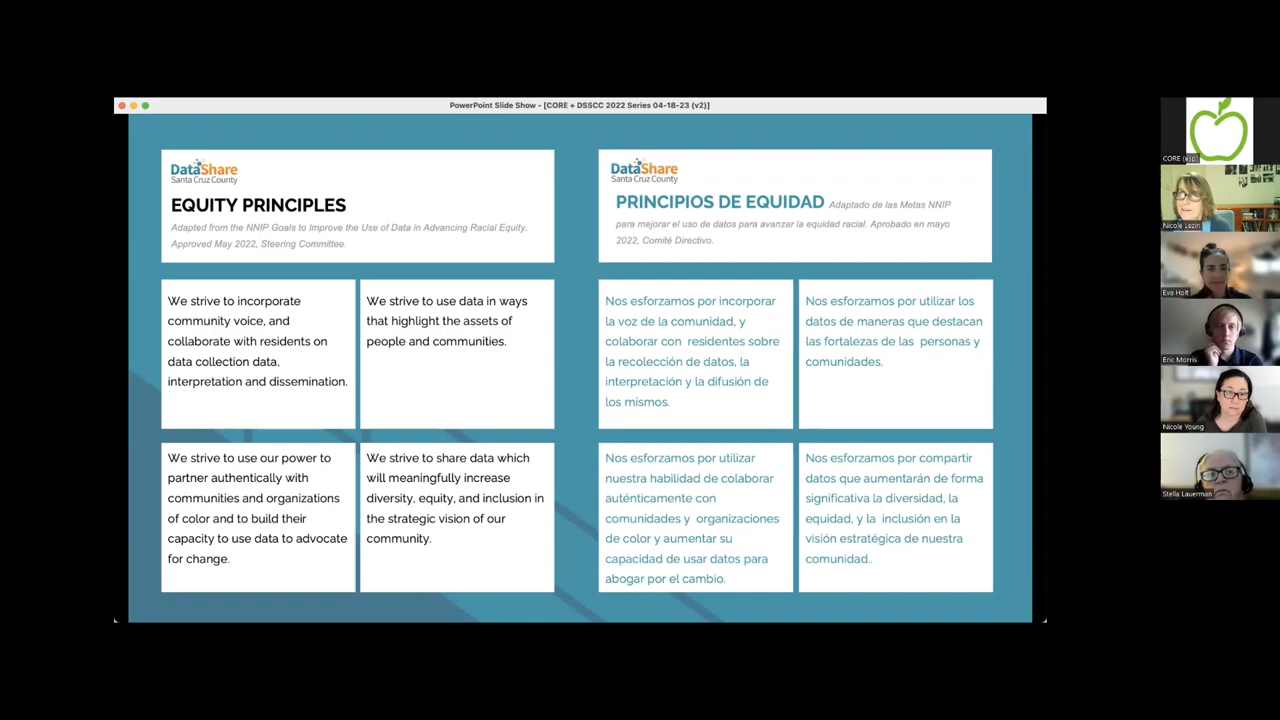 PowerPoint Slide Show - [CORE + DSSCC 2022 Series 04-18-23 (v2)]
DataShare
Santa Cruz County
EQUITY PRINCIPLES
Adapted from the NNIP Goals to Improve the Use of Data in Advancing Racial Equity.
Approved May 2022, Steering Committee.
We strive to incorporate
community voice, and
collaborate with residents on
data collection data,
interpretation and dissemination.
We strive to use data in ways
that highlight the assets of
people and communities.
We strive to use our power to
partner authentically with
communities and organizations
of color and to build their
capacity to use data to advocate
for change.
We strive to share data which
will meaningfully increase
diversity, equity, and inclusion in
the strategic vision of our
community.
DataShare
Santa Cruz County
PRINCIPIOS DE EQUIDAD Adaptado de las Metas NNIP
para mejorar el uso de datos para avanzar la equidad racial. Aprobado en mayo
2022, Comité Directivo.
Nos esforzamos por incorporar
la voz de la comunidad, y
colaborar con residentes sobre
la recolección de datos, la
interpretación y la difusión de
los mismos.
Nos esforzamos por utilizar los
datos de maneras que destacan
las fortalezas de las personas y
comunidades.
Nos esforzamos por utilizar
nuestra habilidad de colaborar
auténticamente con
comunidades y organizaciones
de color y aumentar su
capacidad de usar datos para
abogar por el cambio.
Nos esforzamos por compartir
datos que aumentarán de forma
significativa la diversidad, la
equidad, y la inclusión en la
visión estratégica de nuestra
comunidad..
CORE (esp)
Nicole Lezin
Eva Holt
Eric Morris
Nicole Young
Stella Lauerman